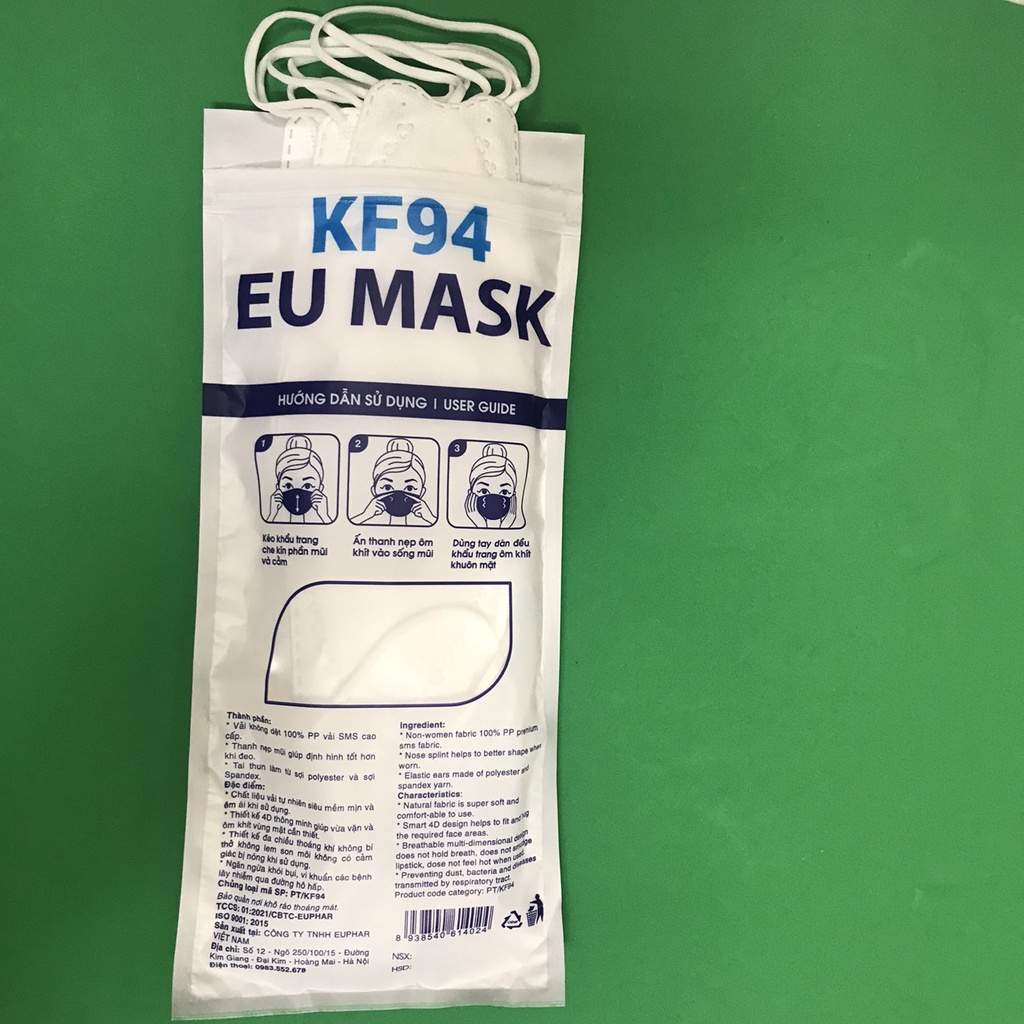 KF94
EU MASK
HƯỚNG DẪN SỬ DỤNG | USER GUIDE
1
2
3
Kéo khẩu trang
che kín phần mũi
và cằm
Ấn thanh nẹp ôm
khít vào sống mũi
Dùng tay dàn đều
khẩu trang ôm khít
khuôn mặt
Thành phần:
* Vải không dệt 100% PP vải SMS cao
cấp.
* Thanh nẹp mũi giúp định hình tốt hơn
khi đeo.
* Tai thun làm từ sợi polyester và sợi
Spandex.
Đặc điểm:
* Chất liệu vải tự nhiên siêu mềm mịn và
êm ái khi sử dụng.
* Thiết kế 4D thông minh giúp vừa vặn và
ôm khít vùng mặt cần thiết.
* Thiết kế đa chiều thoáng khí không bí
thở không lem son môi không có cảm
giác bị nóng khi sử dụng.
* Ngăn ngừa khói bụi, vi khuẩn các bệnh
lây nhiễm qua đường hô hấp.
Chủng loại mã SP: PT/KF94
Bảo quản nơi khô ráo thoáng mát.
TCCS: 01:2021/CBTC-EUPHAR
ISO 9001: 2015
Sản xuất tại: CÔNG TY TNHH EUPHAR
VIỆT NAM
Địa chỉ: Số 12 - Ngõ 250/100/15 - Đường
Kim Giang - Đại Kim - Hoàng Mai - Hà Nội
Điện thoại: 0983.552.678
Ingredient:
* Non-women fabric 100% PP premium
sms fabric.
* Nose splint helps to better shape when
worn.
* Elastic ears made of polyester and
spandex yarn.
Characteristics:
* Natural fabric is super soft and
comfort-able to use.
* Smart 4D design helps to fit and hug
the required face areas.
* Breathable multi-dimensional design
does not hold breath, does not smudge
lipstick, dose not feel hot when used.
* Preventing dust, bacteria and diseases
transmitted by respiratory tract.
Product code category: PT/KF94
8 938540 614024
NSX:
HSD: